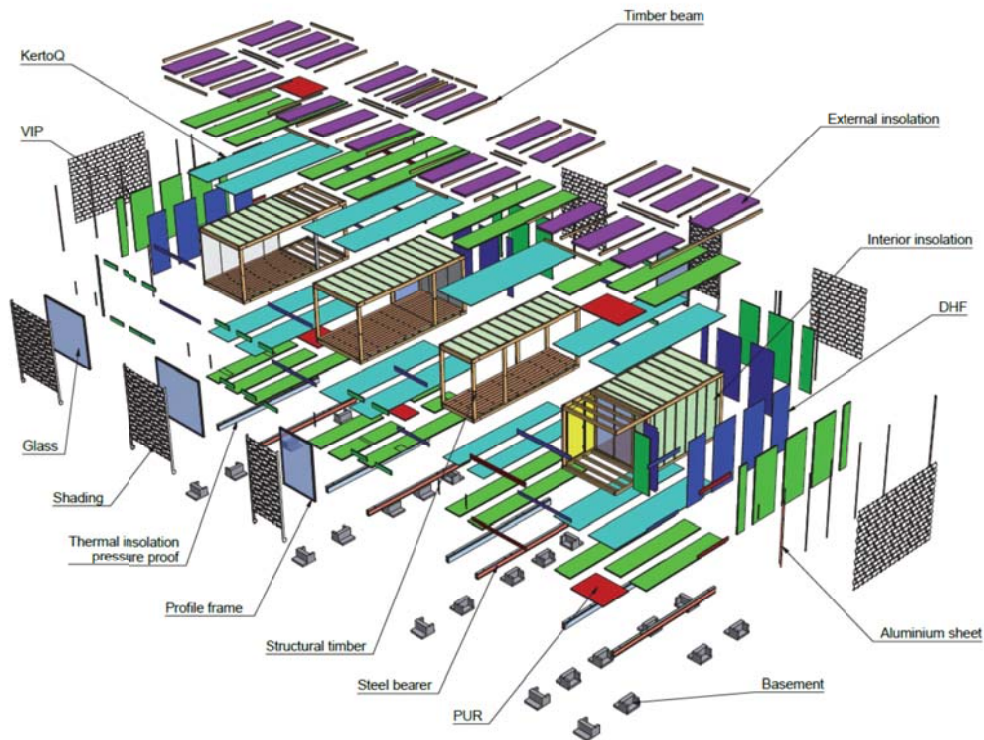 Timber beam
KertoQ
VIP
External insolation
Interior insolation
DHF
Glass
Shading
Thermal insolation
pressure proof
Profile frame
Structural timber
Steel bearer
PUR
Basement
Aluminium sheet